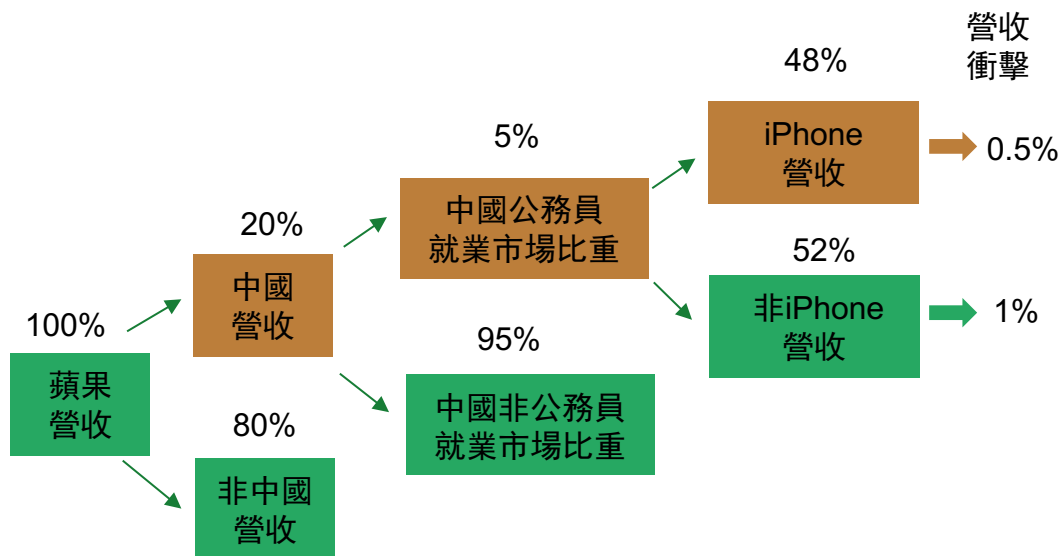 營收
衝擊
48%
iPhone
營收
0.5%
5%
中國公務員
就業市場比重
20%
中國
營收
52%
非iPhone
營收
1%
100%
蘋果
營收
95%
中國非公務員
就業市場比重
80%
非中國
營收